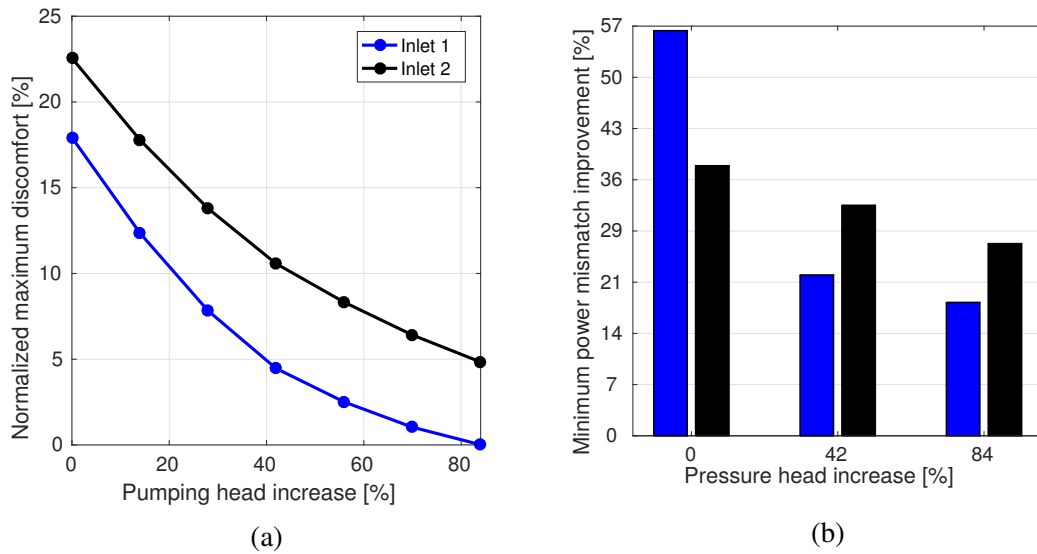 25
20
15
10
5
0
0
20
40
60
80
Normalized maximum discomfort [%]
Pumping head increase [%]
Inlet 1
Inlet 2
(a)
57
50
43
36
29
21
14
7
0
0
42
84
Minimum power mismatch improvement [%]
Pressure head increase [%]
(b)